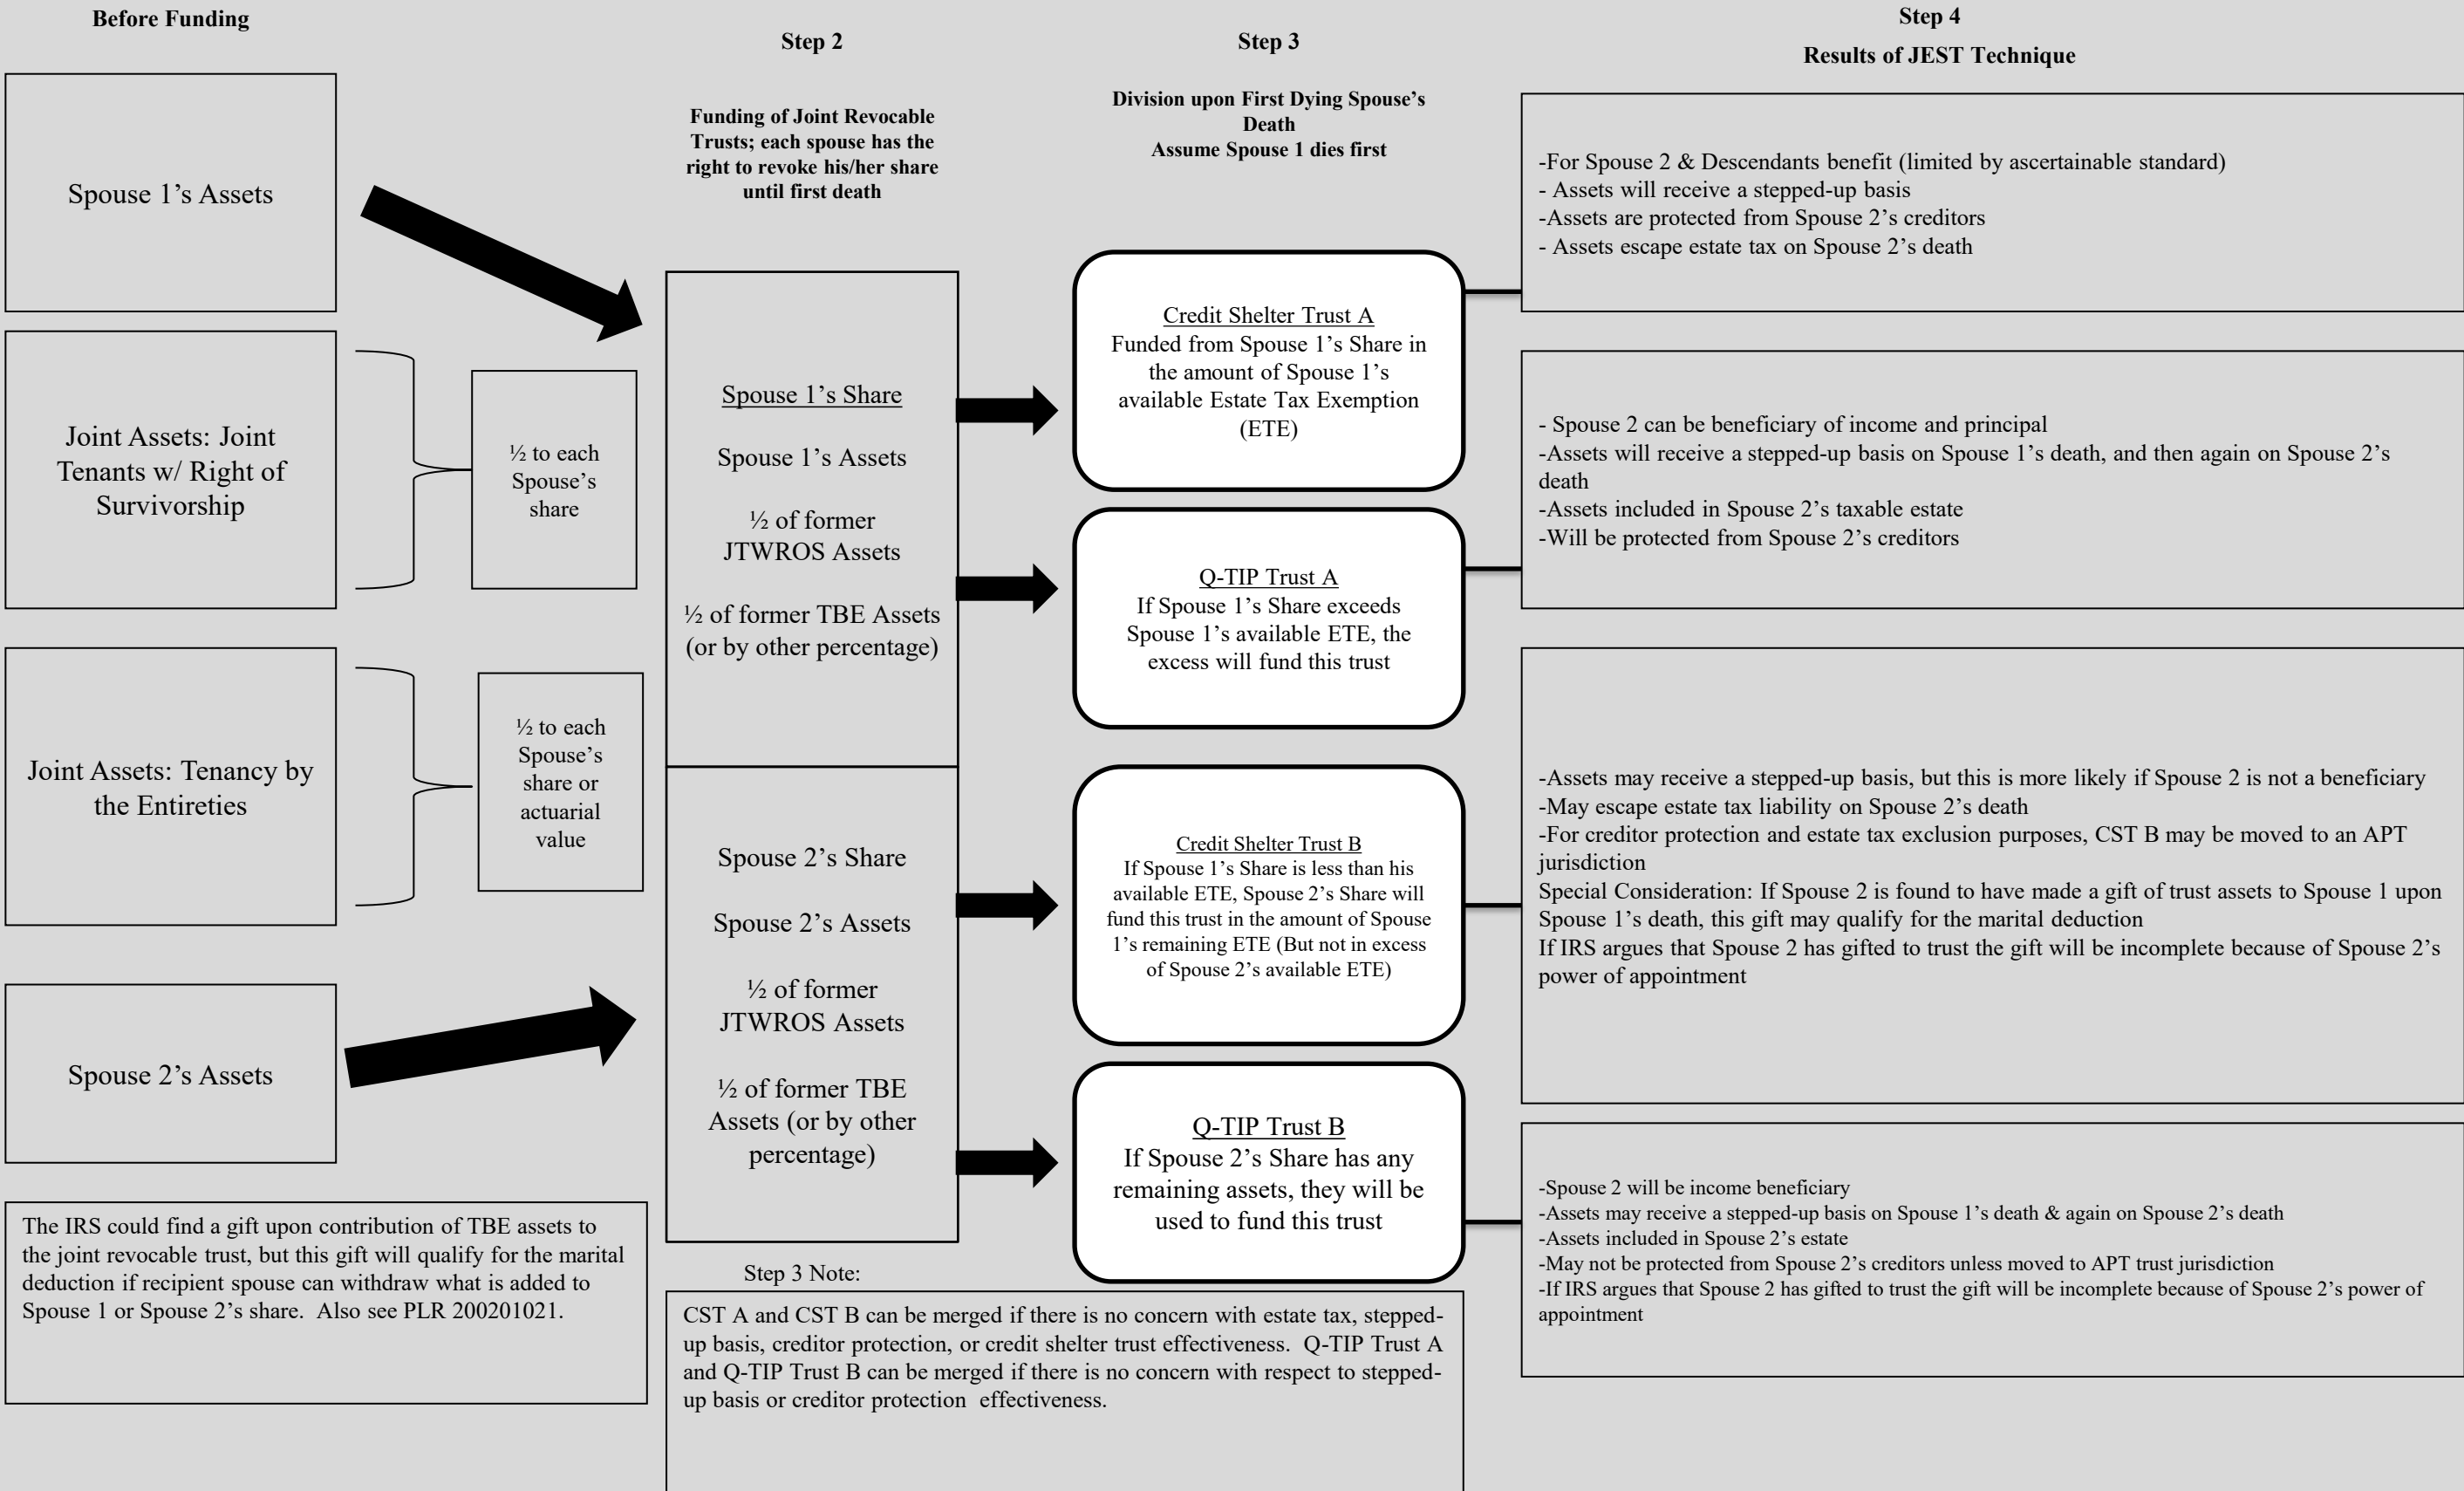 Before Funding
Spouse 1’s Assets
Joint Assets: Joint
Tenants w/ Right of
Survivorship
½ to each
Spouse’s
share
Joint Assets: Tenancy by
the Entireties
½ to each
Spouse’s
share or
actuarial
value
Spouse 2’s Assets
The IRS could find a gift upon contribution of TBE assets to
the joint revocable trust, but this gift will qualify for the marital
deduction if recipient spouse can withdraw what is added to
Spouse 1 or Spouse 2’s share.  Also see PLR 200201021.
Step 2
Funding of Joint Revocable
Trusts; each spouse has the
right to revoke his/her share
until first death
Spouse 1’s Share
Spouse 1’s Assets
½ of former
JTWROS Assets
½ of former TBE Assets
(or by other percentage)
Spouse 2’s Share
Spouse 2’s Assets
½ of former
JTWROS Assets
½ of former TBE
Assets (or by other
percentage)
Step 3
Division upon First Dying Spouse’s
Death
Assume Spouse 1 dies first
Credit Shelter Trust A
Funded from Spouse 1’s Share in
the amount of Spouse 1’s
available Estate Tax Exemption
(ETE)
Q-TIP Trust A
If Spouse 1’s Share exceeds
Spouse 1’s available ETE, the
excess will fund this trust
Credit Shelter Trust B
If Spouse 1’s Share is less than his
available ETE, Spouse 2’s Share will
fund this trust in the amount of Spouse
1’s remaining ETE (But not in excess
of Spouse 2’s available ETE)
Q-TIP Trust B
If Spouse 2’s Share has any
remaining assets, they will be
used to fund this trust
Step 3 Note:
CST A and CST B can be merged if there is no concern with estate tax, stepped-
up basis, creditor protection, or credit shelter trust effectiveness.  Q-TIP Trust A
and Q-TIP Trust B can be merged if there is no concern with respect to stepped-
up basis or creditor protection  effectiveness.
Step 4
Results of JEST Technique
-For Spouse 2 & Descendants benefit (limited by ascertainable standard)
- Assets will receive a stepped-up basis
-Assets are protected from Spouse 2’s creditors
- Assets escape estate tax on Spouse 2’s death
- Spouse 2 can be beneficiary of income and principal
-Assets will receive a stepped-up basis on Spouse 1’s death, and then again on Spouse 2’s
death
-Assets included in Spouse 2’s taxable estate
-Will be protected from Spouse 2’s creditors
-Assets may receive a stepped-up basis, but this is more likely if Spouse 2 is not a beneficiary
-May escape estate tax liability on Spouse 2’s death
-For creditor protection and estate tax exclusion purposes, CST B may be moved to an APT
jurisdiction
Special Consideration: If Spouse 2 is found to have made a gift of trust assets to Spouse 1 upon
Spouse 1’s death, this gift may qualify for the marital deduction
If IRS argues that Spouse 2 has gifted to trust the gift will be incomplete because of Spouse 2’s
power of appointment
-Spouse 2 will be income beneficiary
-Assets may receive a stepped-up basis on Spouse 1’s death & again on Spouse 2’s death
-Assets included in Spouse 2’s estate
-May not be protected from Spouse 2’s creditors unless moved to APT trust jurisdiction
-If IRS argues that Spouse 2 has gifted to trust the gift will be incomplete because of Spouse 2’s power of
appointment